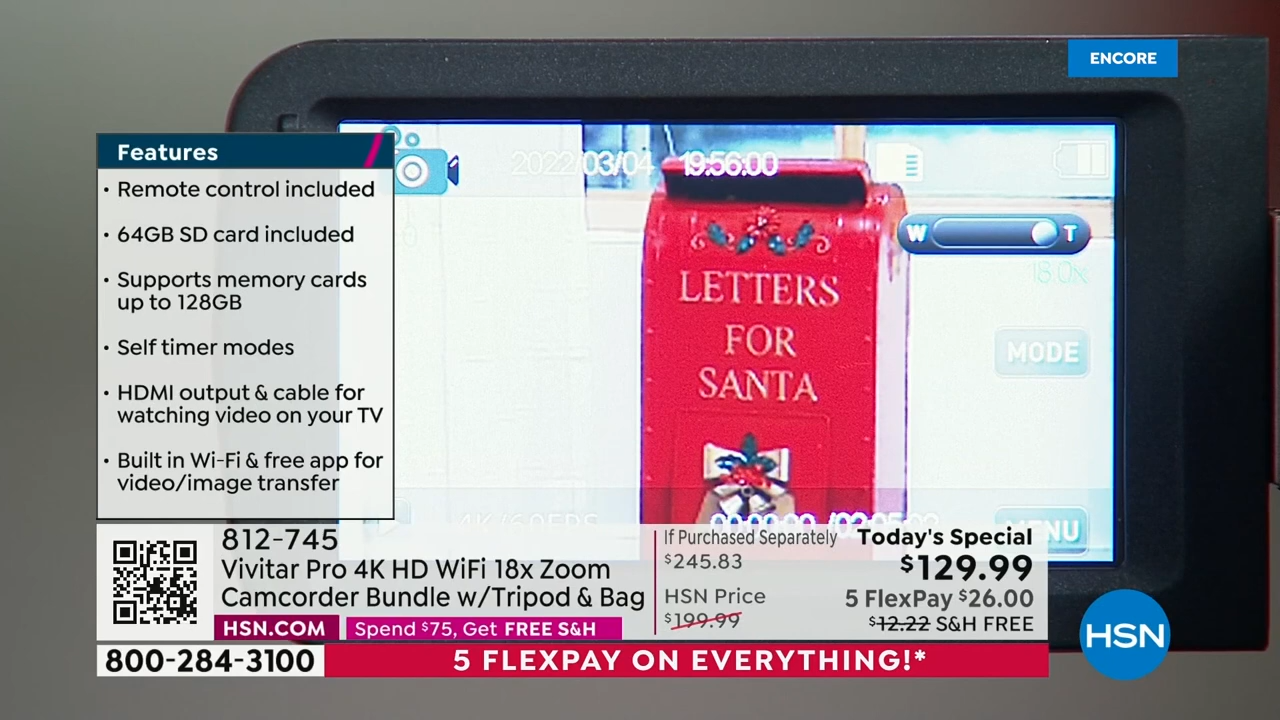 ENCORE
Features
• Remote control included
• 64GB SD card included
• Supports memory cards
up to 128GB
• Self timer modes
• HDMI output & cable for
watching video on your TV
• Built in Wi-Fi & free app for
video/image transfer
2022/03/04 19:56:00
W T
18.0x
MODE
LETTERS
FOR
SANTA
MENU
812-745
Vivitar Pro 4K HD WiFi 18x Zoom
Camcorder Bundle w/Tripod & Bag
HSN.COM
Spend $75, Get FREE S&H
If Purchased Separately
$245.83
HSN Price
$199.99
Today's Special
$129.99
5 FlexPay $26.00
$12.22 S&H FREE
HSN
800-284-3100
5 FLEXPAY ON EVERYTHING!*